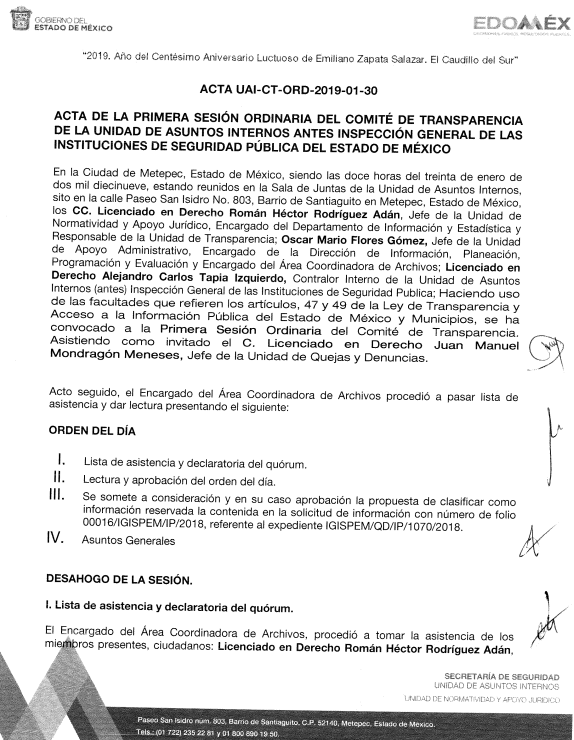 GOBIERNO DEL
ESTADO DE MÉXICO
EDOMÉX
"2019. Año del Centésimo Aniversario Luctuoso de Emiliano Zapata Salazar. El Caudillo del Sur"
ACTA UAI-CT-ORD-2019-01-30
ACTA DE LA PRIMERA SESIÓN ORDINARIA DEL COMITÉ DE TRANSPARENCIA
DE LA UNIDAD DE ASUNTOS INTERNOS ANTES INSPECCIÓN GENERAL DE LAS
INSTITUCIONES DE SEGURIDAD PÚBLICA DEL ESTADO DE MÉXICO
En la Ciudad de Metepec, Estado de México, siendo las doce horas del treinta de enero de
dos mil diecinueve, estando reunidos en la Sala de Juntas de la Unidad de Asuntos Internos,
sito en la calle Paseo San Isidro No. 803, Barrio de Santiaguito en Metepec, Estado de México,
los CC. Licenciado en Derecho Román Héctor Rodríguez Adán, Jefe de la Unidad de
Normatividad y Apoyo Jurídico, Encargado del Departamento de Información y Estadística y
Responsable de la Unidad de Transparencia; Oscar Mario Flores Gómez, Jefe de la Unidad
de Apoyo Administrativo, Encargado de la Dirección de Información, Planeación,
Programación y Evaluación y Encargado del Área Coordinadora de Archivos; Licenciado en
Derecho Alejandro Carlos Tapia Izquierdo, Contralor Interno de la Unidad de Asuntos
Internos (antes) Inspección General de las Instituciones de Seguridad Publica; Haciendo uso
de las facultades que refieren los artículos, 47 y 49 de la Ley de Transparencia y
Acceso a la Información Pública del Estado de México y Municipios, se ha
convocado a la Primera Sesión Ordinaria del Comité de Transparencia.
Asistiendo como invitado el C. Licenciado en Derecho Juan Manuel
Mondragón Meneses, Jefe de la Unidad de Quejas y Denuncias.
Acto seguido, el Encargado del Área Coordinadora de Archivos procedió a pasar lista de
asistencia y dar lectura presentando el siguiente:
ORDEN DEL DÍA
I. Lista de asistencia y declaratoria del quórum.
II. Lectura y aprobación del orden del día.
III. Se somete a consideración y en su caso aprobación la propuesta de clasificar como
información reservada la contenida en la solicitud de información con número de folio
00016/IGISPEM/IP/2018, referente al expediente IGISPEM/QD/IP/1070/2018.
IV. Asuntos Generales
DESAHOGO DE LA SESIÓN.
I. Lista de asistencia y declaratoria del quórum.
El Encargado del Área Coordinadora de Archivos, procedió a tomar la asistencia de los
miembros presentes, ciudadanos: Licenciado en Derecho Román Héctor Rodríguez Adán,
SECRETARÍA DE SEGURIDAD
UNIDAD DE ASUNTOS INTERNOS
UNIDAD DE NORMATIVIDAD Y APOYO JURÍDICO
Paseo San Isidro núm. 803, Barrio de Santiaguito, C.P. 52140, Metepec, Estado de México.
Tels.: (01 722) 235 22 81 y 01 800 890 19 50.